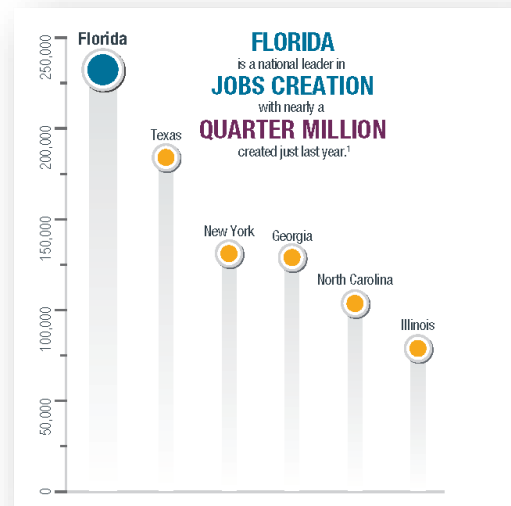 FLORIDA
is a national leader in
JOBS CREATION
with nearly a
QUARTER MILLION
created just last year.¹
Florida
Texas
New York
Georgia
North Carolina
Illinois
250,000
200,000
150,000
100,000
50,000
0